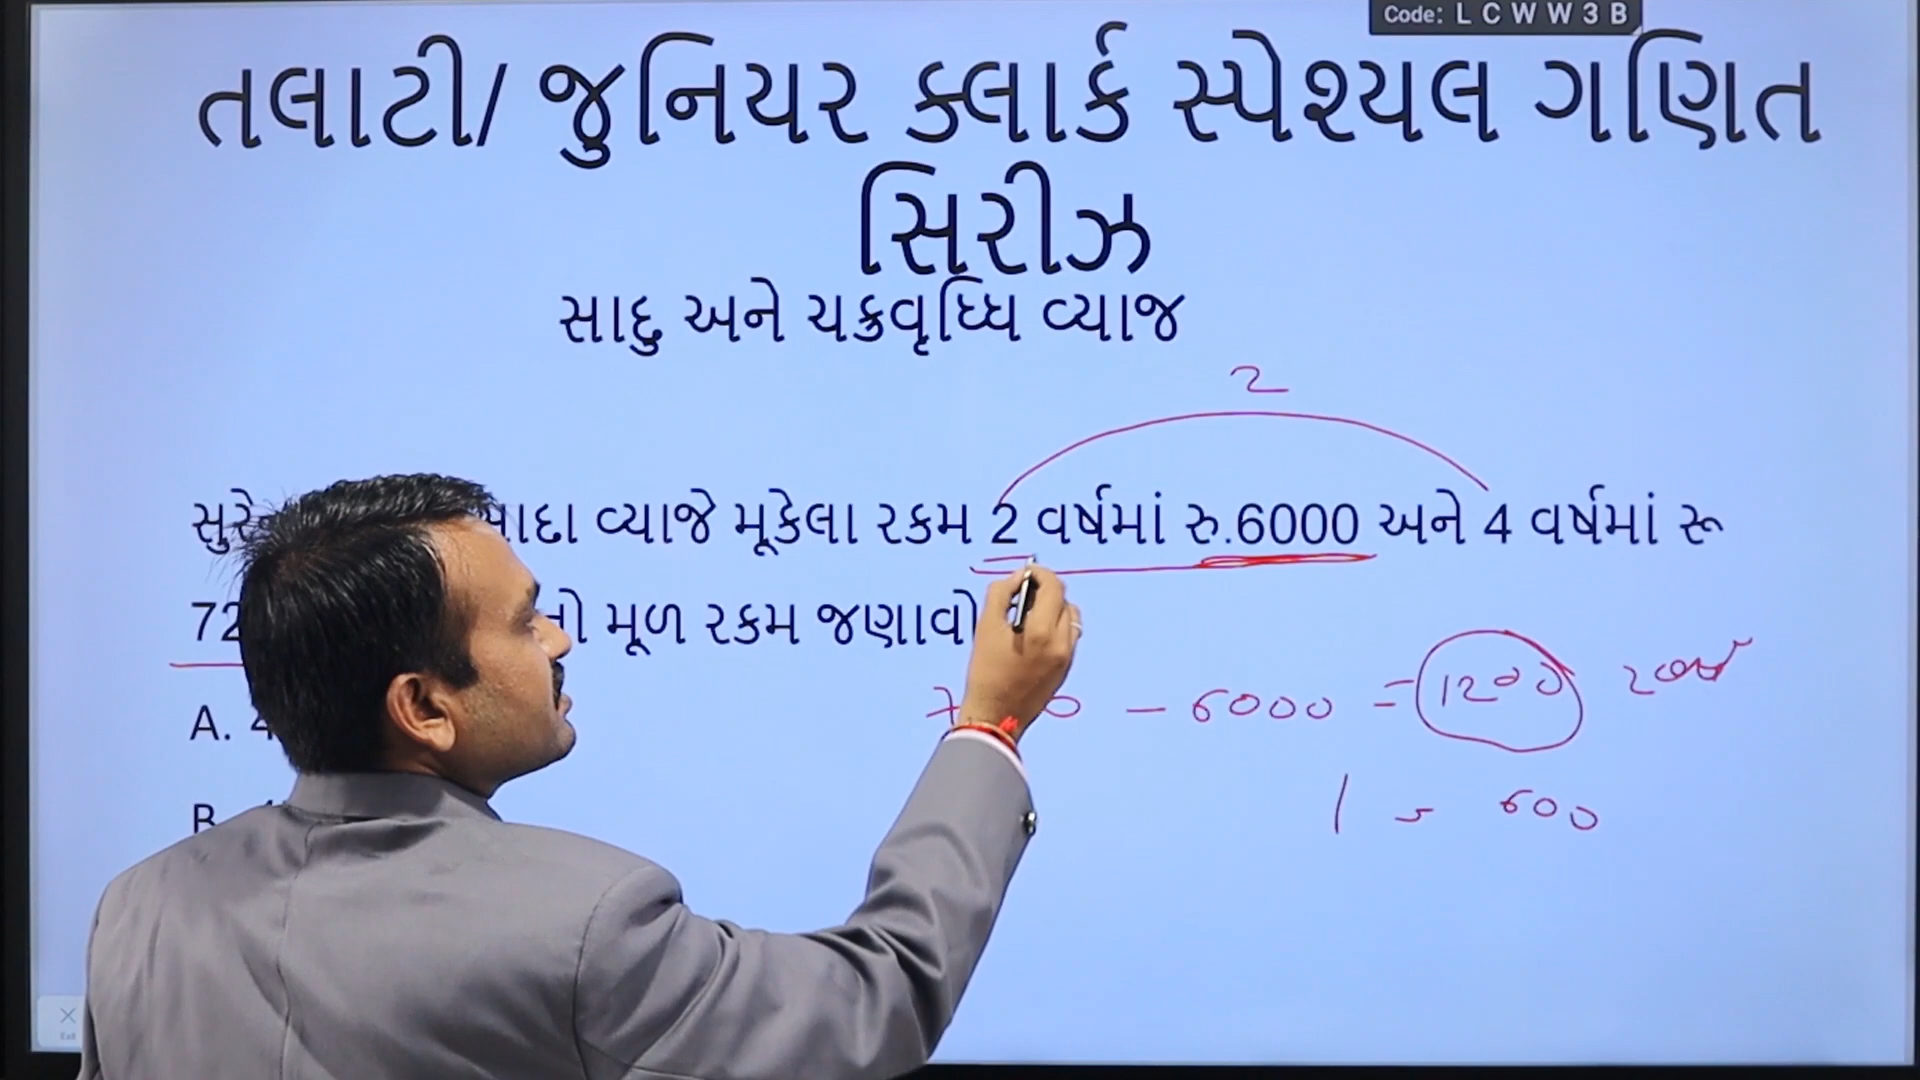 Code: L C W W 3 B
તલાટી/ જુનિયર ક્લાર્ક સ્પેશ્યલ ગણિત
સિરીઝ
સાદુ અને ચક્રવૃધ્ધિ વ્યાજ
2
વ્યાજે મૂકેલા રકમ 2 વર્ષમાં રુ.6000 અને 4 વર્ષમાં રૂ
72 મૂળ રકમ જણાવો
- 6000 = 1200
A. 4
1 = 600
B.
Exit